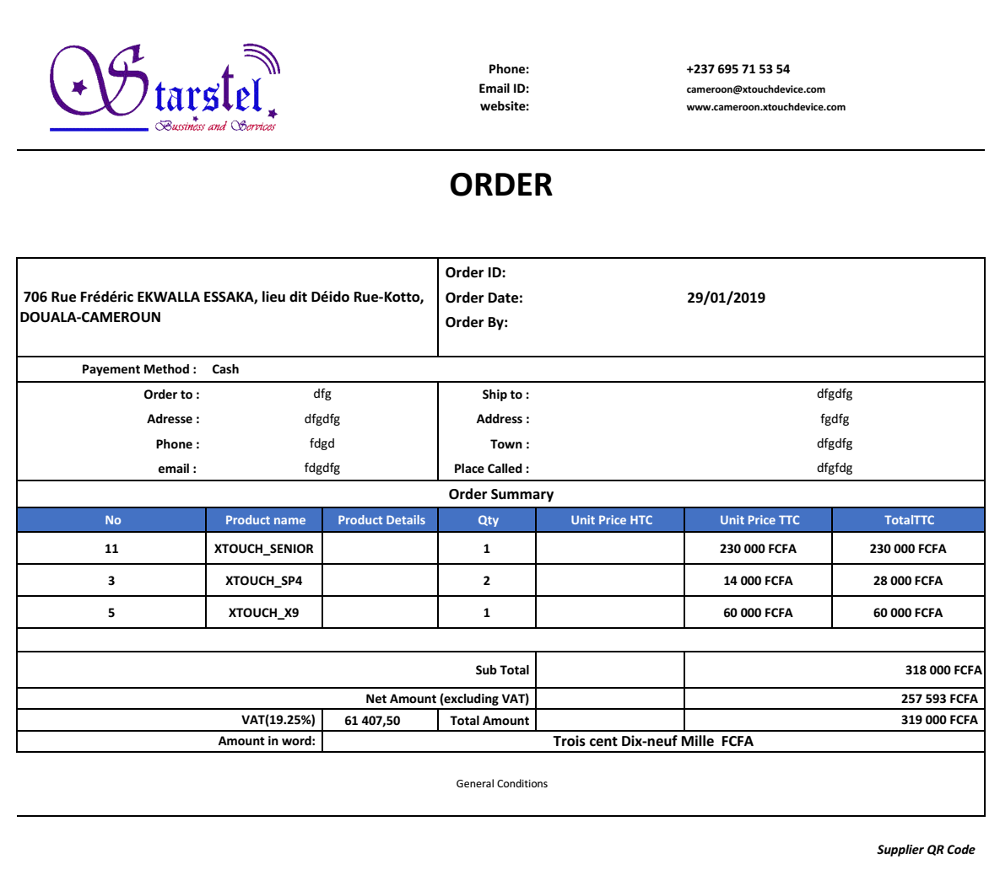 Starstel
Bussiness and Services
Phone: +237 695 71 53 54
Email ID: cameroon@xtouchdevice.com
website: www.cameroon.xtouchdevice.com
ORDER
706 Rue Frédéric EKWALLA ESSAKA, lieu dit Déido Rue-Kotto,
DOUALA-CAMEROUN
Order ID:
Order Date: 29/01/2019
Order By:
Payement Method : Cash
Order to : dfg Ship to : dfgdfg
Adresse : dfgdfg Address : fgdfg
Phone : fdgd Town : dfgdfg
email : fdgdfg Place Called : dfgfdg
Order Summary
No Product name Product Details Qty Unit Price HTC Unit Price TTC TotalTTC
11 XTOUCH_SENIOR 1 230 000 FCFA 230 000 FCFA
3 XTOUCH_SP4 2 14 000 FCFA 28 000 FCFA
5 XTOUCH_X9 1 60 000 FCFA 60 000 FCFA
Sub Total 318 000 FCFA
Net Amount (excluding VAT) 257 593 FCFA
VAT(19.25%) 61 407,50 Total Amount 319 000 FCFA
Amount in word: Trois cent Dix-neuf Mille  FCFA
General Conditions
Supplier QR Code